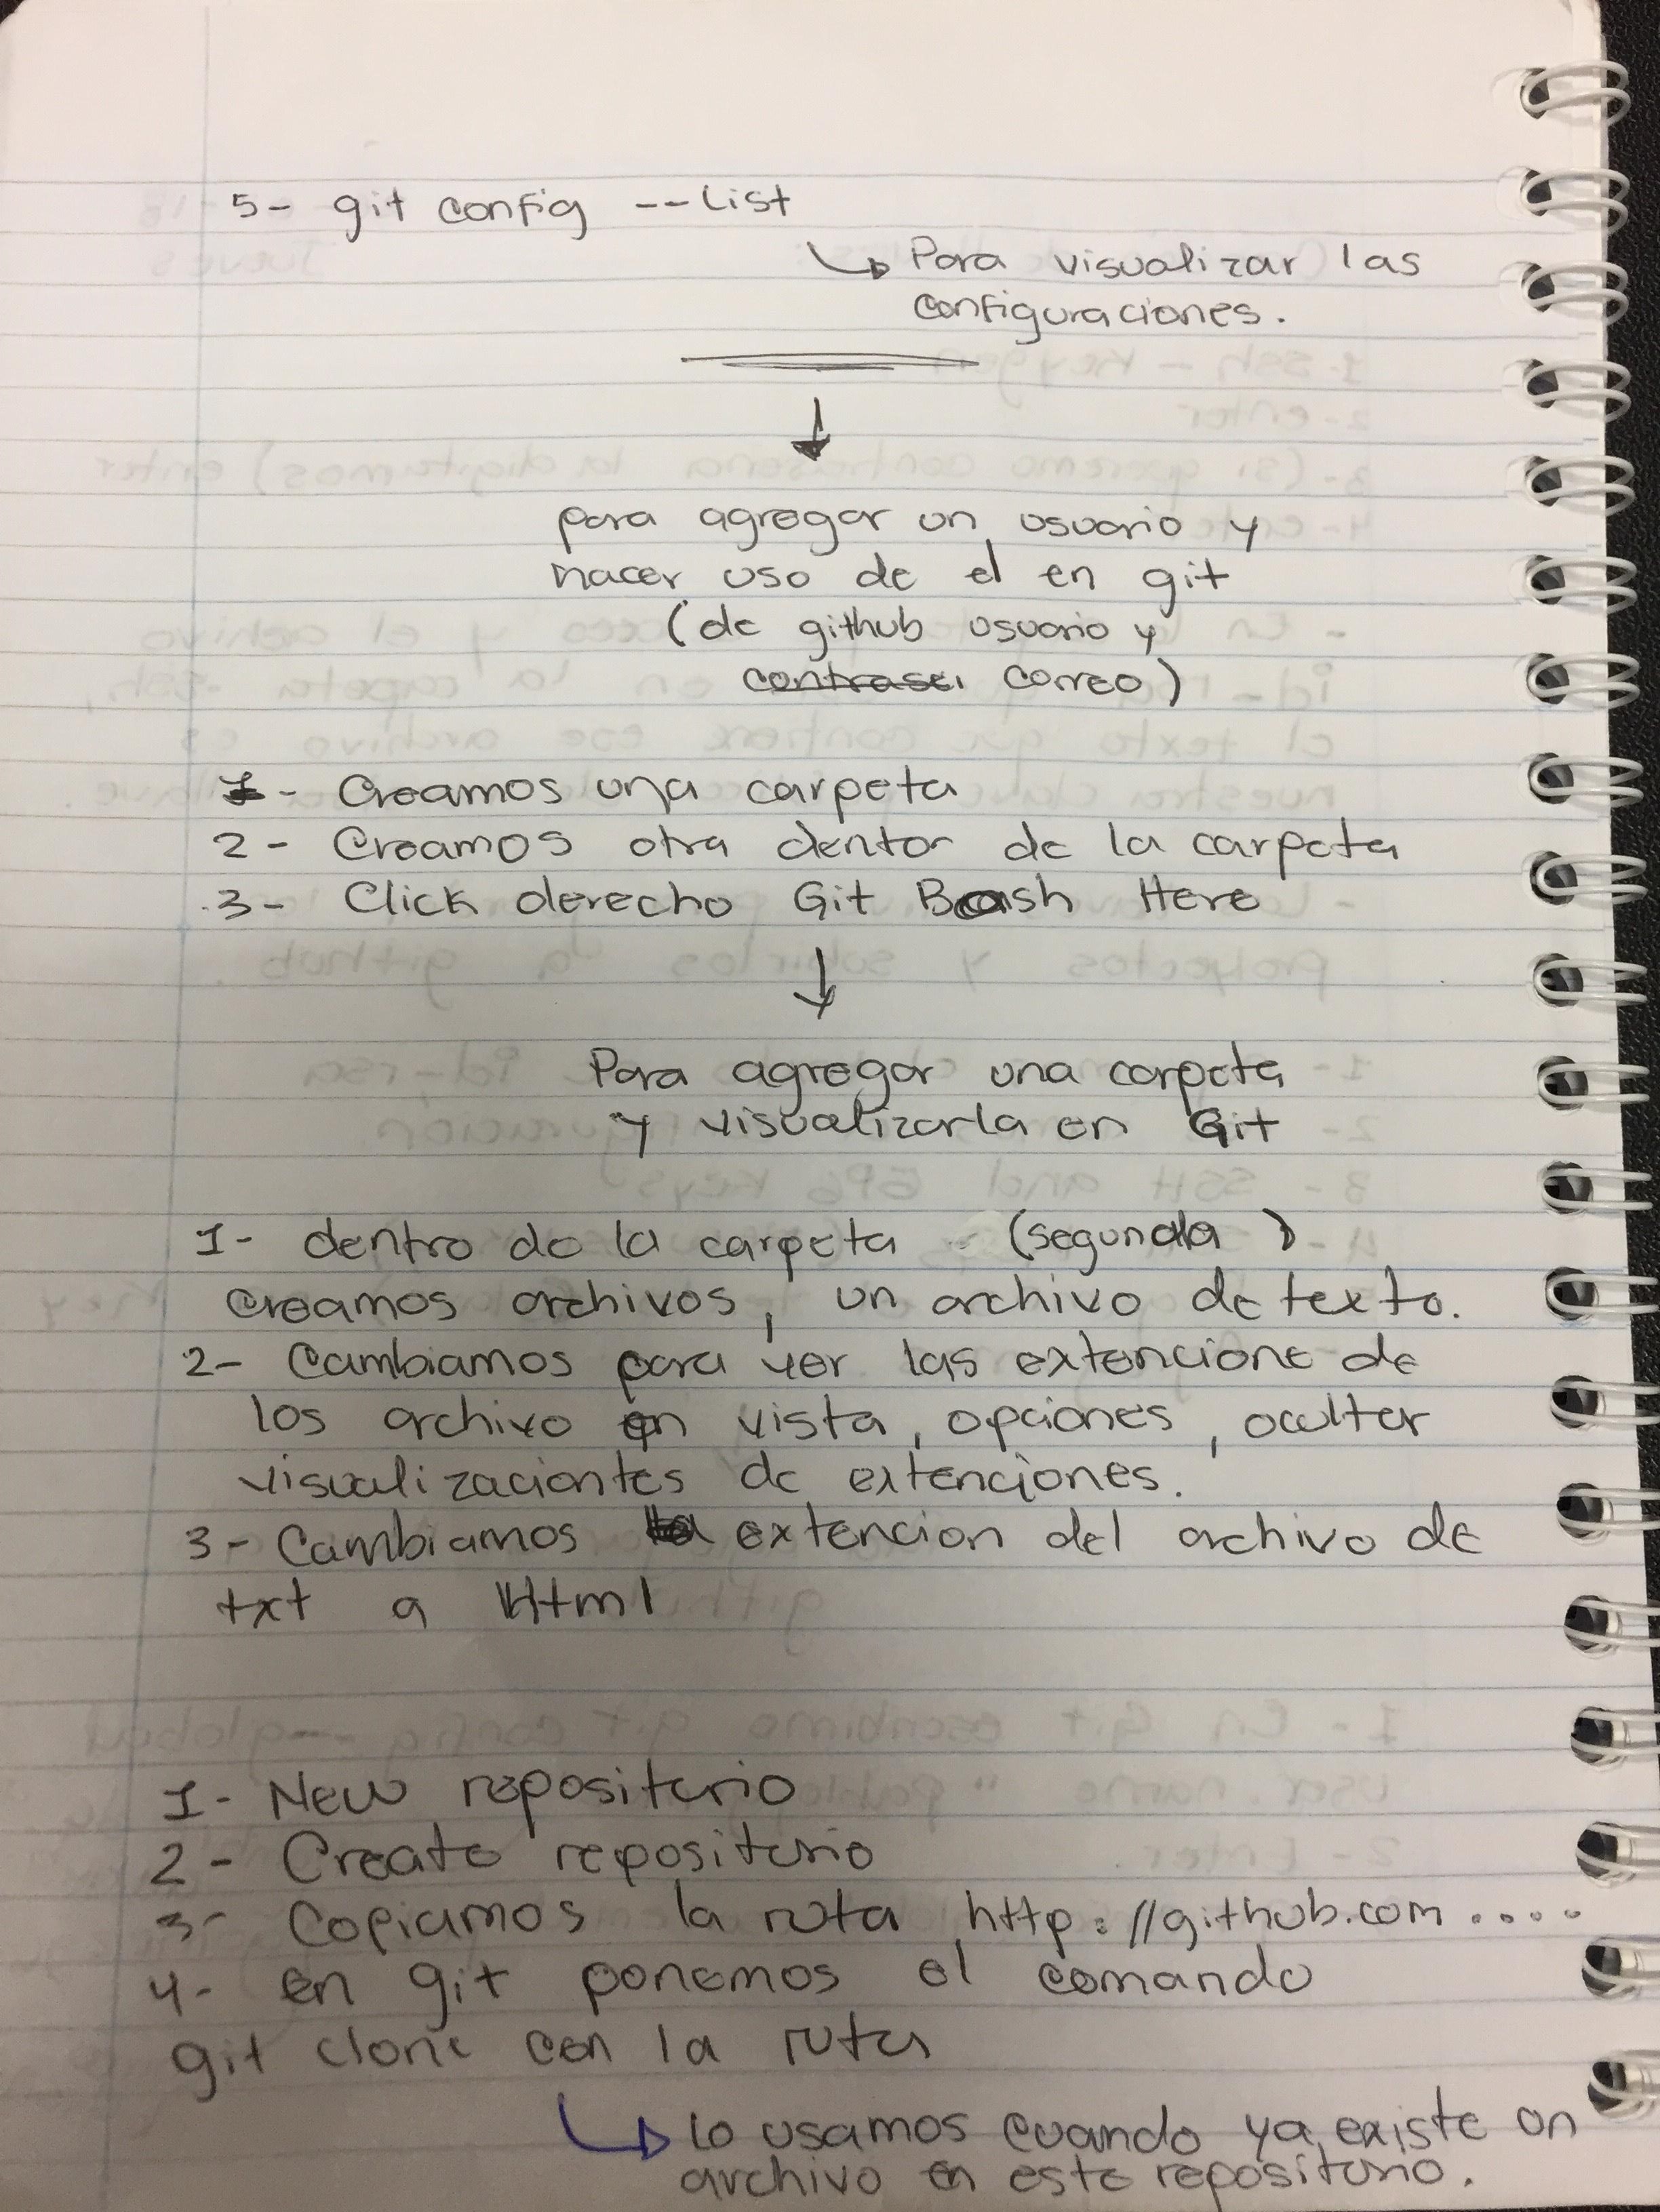 5- git config --list
Para visualizar las
configuraciones.
para agregar un usuario y
hacer uso de el en git
(de github usuario y
contrase correo)
1- Creamos una carpeta
2- Creamos otra dentor de la carpeta
3- Click derecho Git Bash Here
Para agregar una carpeta
y visualizarla en Git
1- dentro de la carpeta (segunda)
creamos archivos, un archivo de texto.
2- Cambiamos para ver las extencione de
los archivo en vista, opciones, oculter
visualizaciontes de extenciones.
3- Cambiamos la extencion del archivo de
txt a Html
1- New repositorio
2- Create repositorio
3- Copiamos la ruta http://github.com....
4- en git ponemos el comando
git clone con la ruta
Lo usamos cuando ya existe un
archivo en este repositorio.